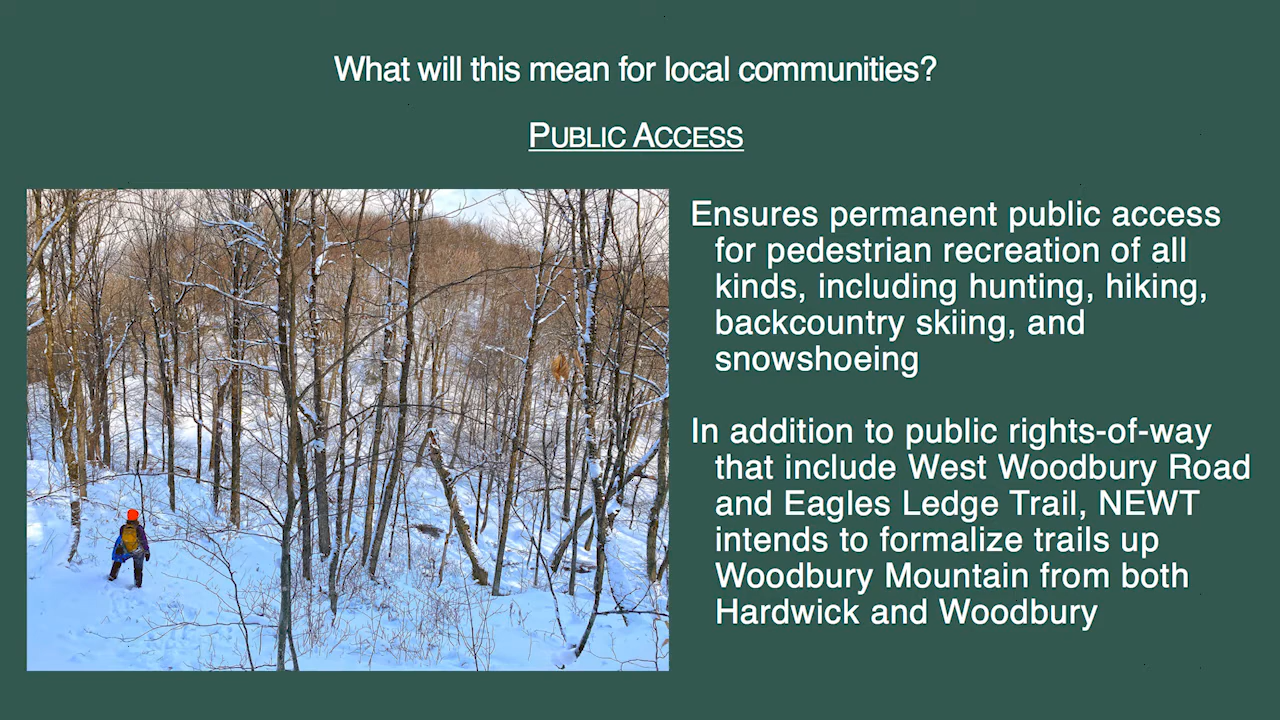 What will this mean for local communities?
PUBLIC ACCESS
Ensures permanent public access
for pedestrian recreation of all
kinds, including hunting, hiking,
backcountry skiing, and
snowshoeing
In addition to public rights-of-way
that include West Woodbury Road
and Eagles Ledge Trail, NEWT
intends to formalize trails up
Woodbury Mountain from both
Hardwick and Woodbury